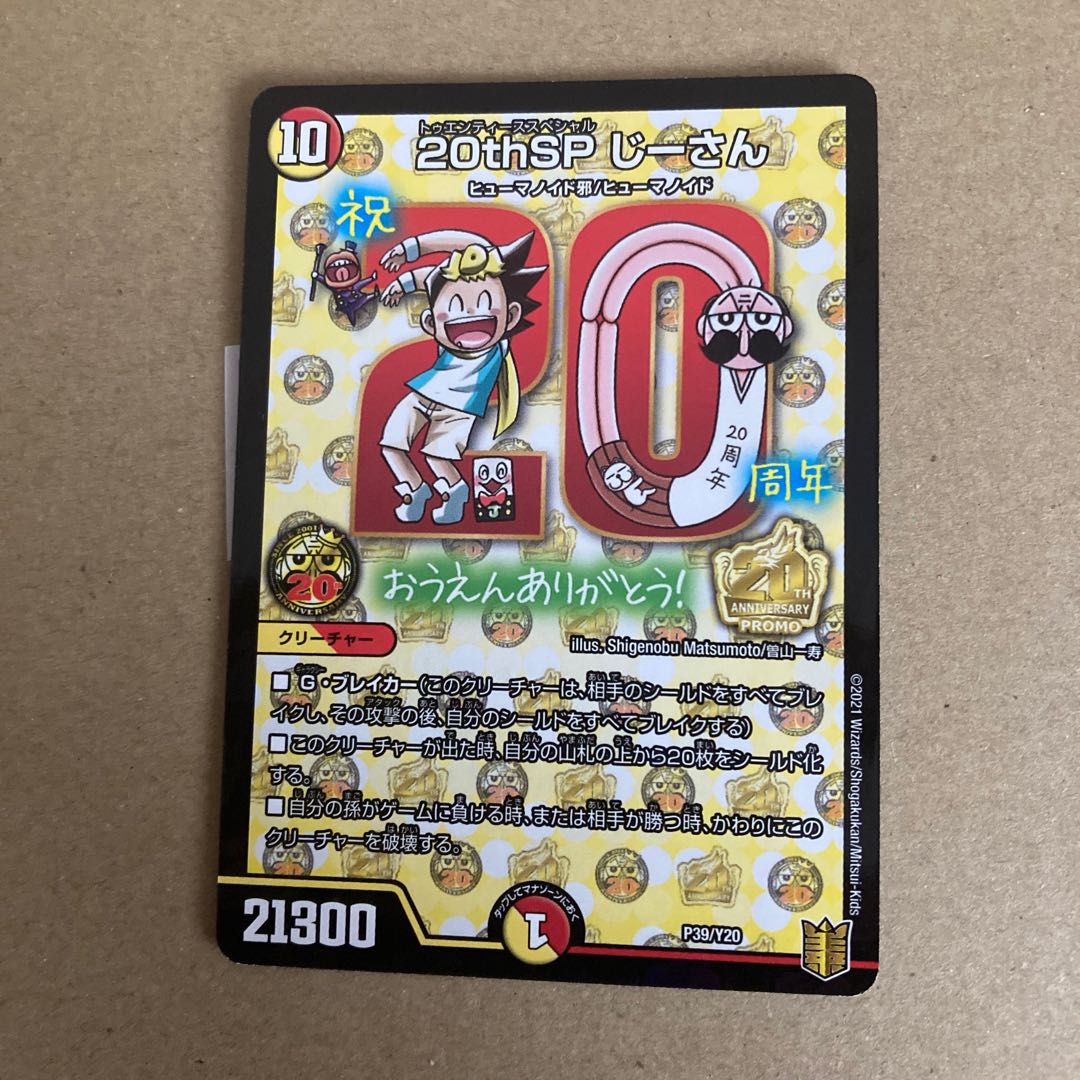 10
トゥエンティーススペシャル
20thSP じーさん
ヒューマノイド邪/ヒューマノイド
祝
20
20周年
周年
おうえんありがとう!
SINCE 2001
20th
ANNIVERSARY
20TH
ANNIVERSARY
PROMO
クリーチャー
illus. Shigenobu Matsumoto/曽山一寿
■ G・ブレイカー(このクリーチャーは、相手のシールドをすべてブレ
イクし、その攻撃の後、自分のシールドをすべてブレイクする)
■ このクリーチャーが出た時、自分の山札の上から20枚をシールド化
する。
■ 自分の孫がゲームに負ける時、または相手が勝つ時、かわりにこの
クリーチャーを破壊する。
©2021 Wizards/Shogakukan/Mitsui-Kids
21300
タップしてマナゾーンにおく
1
P39/Y20